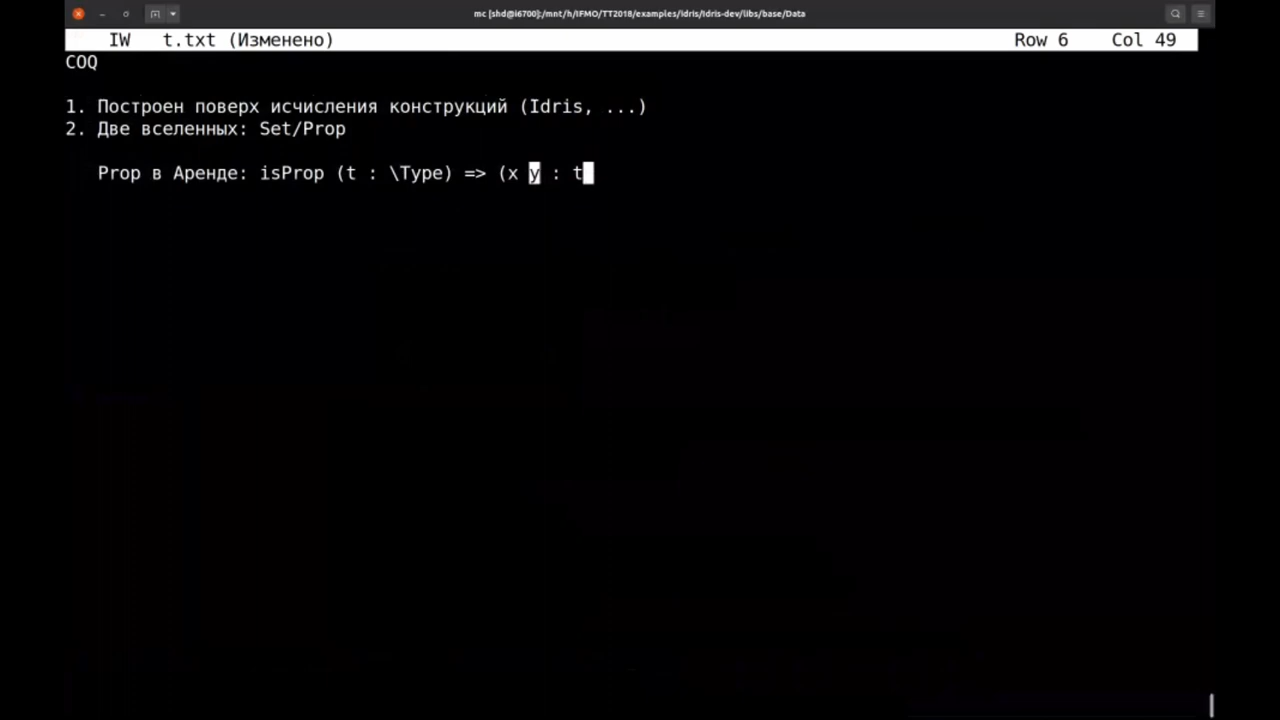 mc [shd@i6700]:/mnt/h/IFMO/TT2018/examples/idris/Idris-dev/libs/base/Data
IW t.txt (Изменено) Row 6 Col 49
COQ
1. Построен поверх исчисления конструкций (Idris, ...)
2. Две вселенных: Set/Prop
Prop в Аренде: isProp (t : \Type) => (x y : t